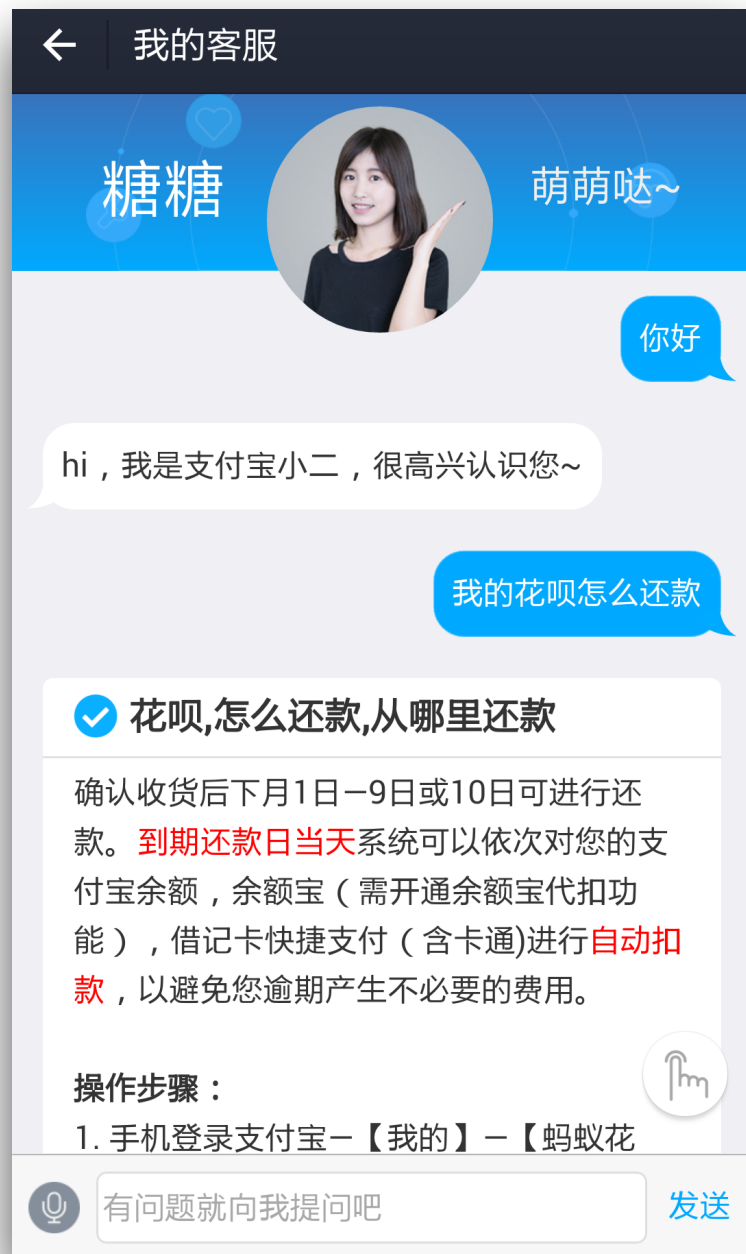 我的客服
糖糖
萌萌哒~
你好
hi，我是支付宝小二，很高兴认识您~
我的花呗怎么还款
花呗,怎么还款,从哪里还款
确认收货后下月1日—9日或10日可进行还
款。到期还款日当天系统可以依次对您的支
付宝余额，余额宝（需开通余额宝代扣功
能），借记卡快捷支付（含卡通)进行自动扣
款，以避免您逾期产生不必要的费用。
操作步骤：
1. 手机登录支付宝—【我的】—【蚂蚁花
有问题就向我提问吧
发送